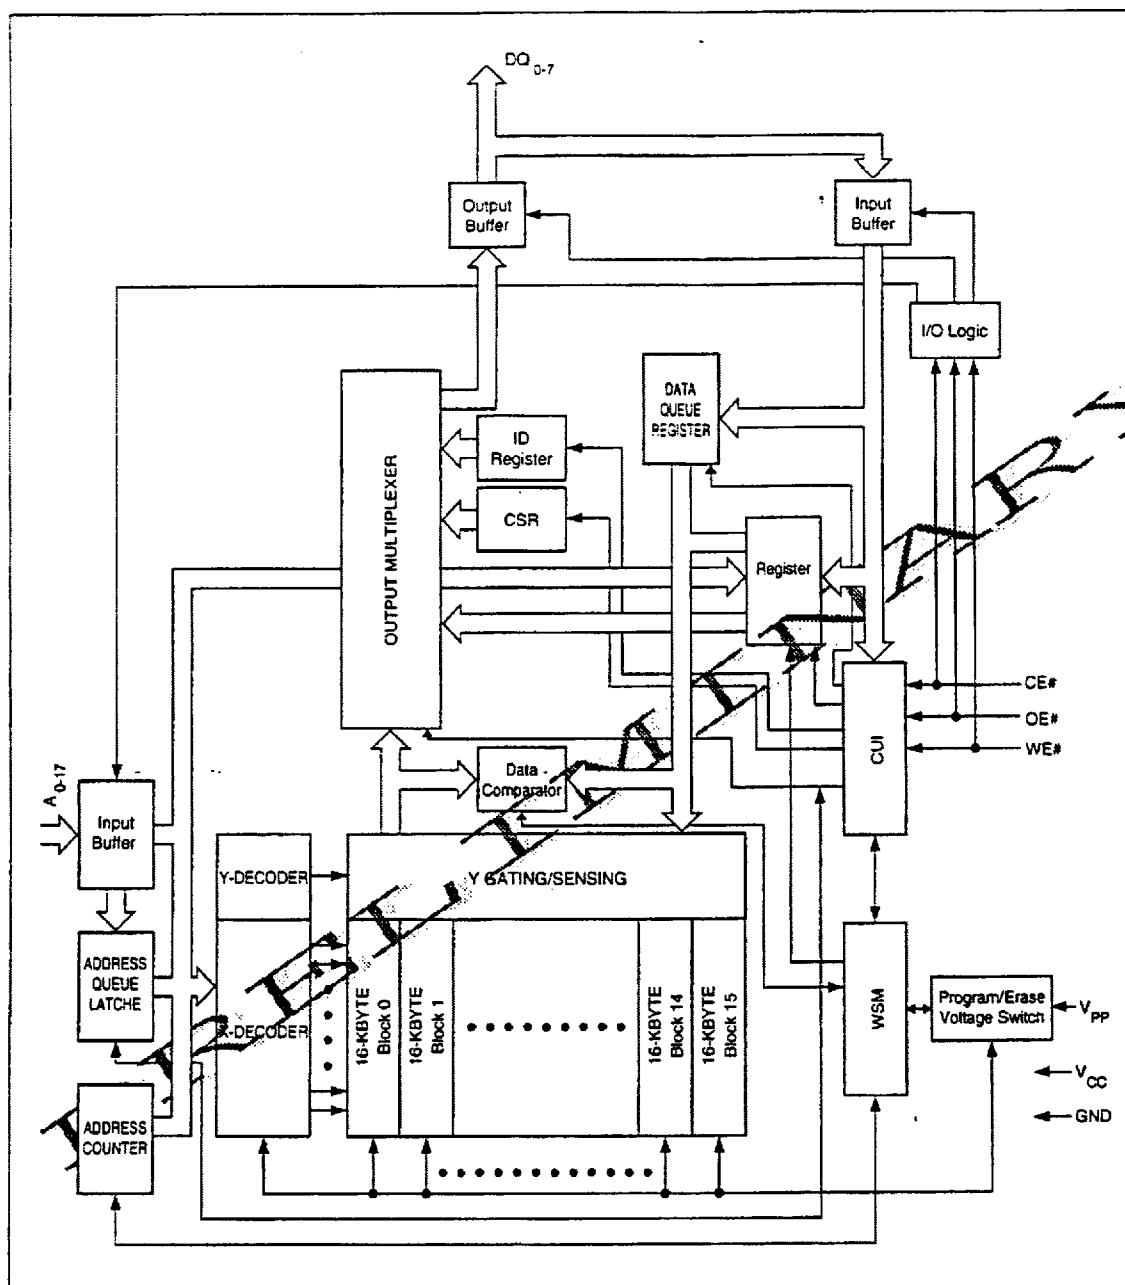 DQ 0-7
Output
Buffer
Input
Buffer
I/O Logic
OUTPUT MULTIPLEXER
DATA
QUEUE
REGISTER
ID
Register
CSR
Register
CE#
OE#
WE#
CUI
Data
Comparator
A0-17
Input
Buffer
Y-DECODER
Y GATING/SENSING
ADDRESS
QUEUE
LATCHE
X-DECODER
16-KBYTE
Block 0
16-KBYTE
Block 1
16-KBYTE
Block 14
16-KBYTE
Block 15
WSM
Program/Erase
Voltage Switch
VPP
VCC
GND
ADDRESS
COUNTER